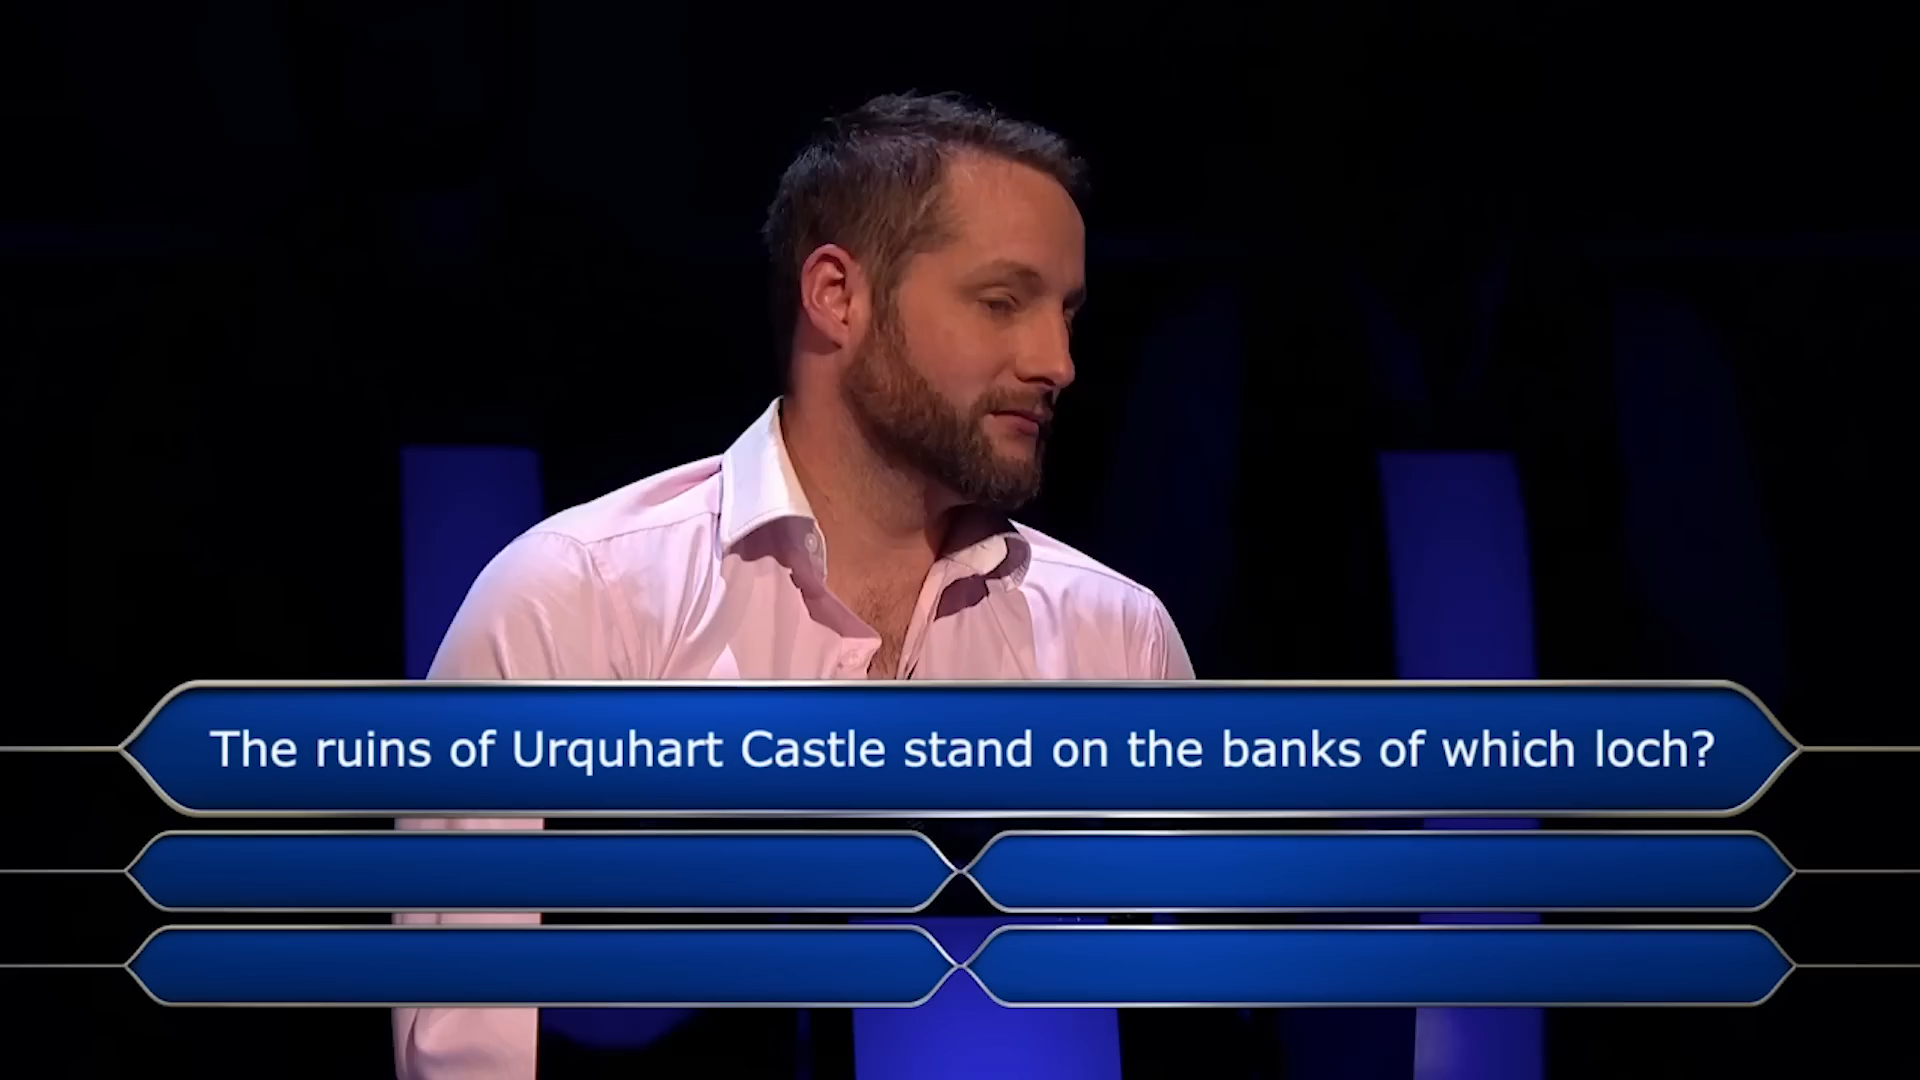 The ruins of Urquhart Castle stand on the banks of which loch?